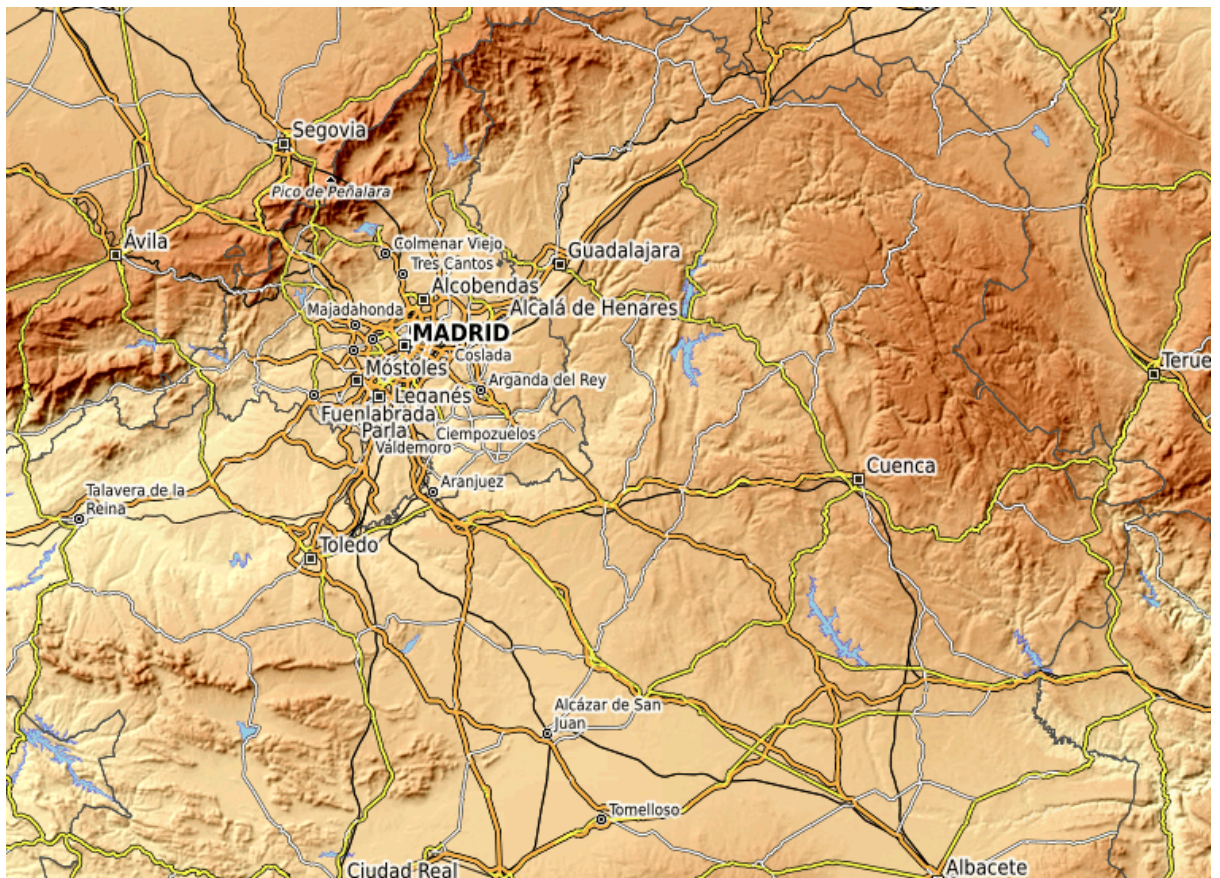 Segovia
Pico de Peñalara
Ávila
Colmenar Viejo
Guadalajara
Tres Cantos
Alcobendas
Majadahonda
Alcalá de Henares
MADRID
Coslada
Terue
Móstoles
Arganda del Rey
Leganés
Fuenlabrada
Parla
Ciempozuelos
Valdemoro
Cuenca
Aranjuez
Talavera de la
Reina
Toledo
Alcázar de San
Juan
Tomelloso
Ciudad Real
Albacete